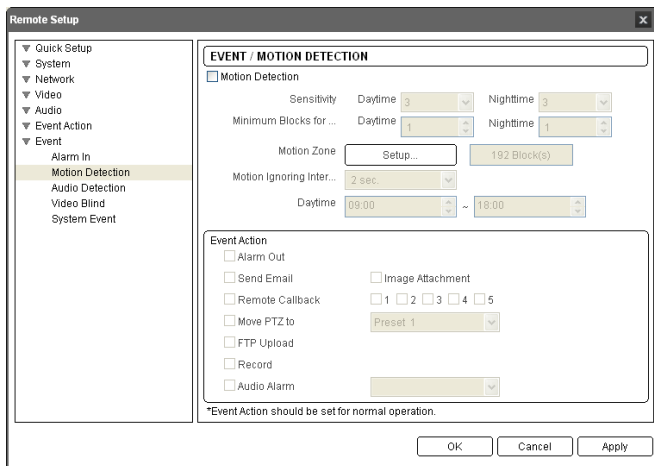 Remote Setup
x
Quick Setup
System
Network
Video
Audio
Event Action
Event
Alarm In
Motion Detection
Audio Detection
Video Blind
System Event
EVENT / MOTION DETECTION
Motion Detection
Sensitivity Daytime 3 Nighttime 3
Minimum Blocks for ... Daytime 1 Nighttime 1
Motion Zone Setup... 192 Block(s)
Motion Ignoring Inter... 2 sec.
Daytime 09:00 ~ 18:00
Event Action
Alarm Out
Send Email Image Attachment
Remote Callback 1 2 3 4 5
Move PTZ to Preset 1
FTP Upload
Record
Audio Alarm
*Event Action should be set for normal operation.
OK Cancel Apply